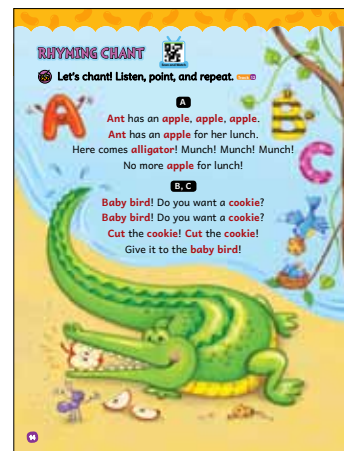 RHYMING CHANT
Let's chant! Listen, point, and repeat.
A
Ant has an apple, apple, apple.
Ant has an apple for her lunch.
Here comes alligator! Munch! Munch! Munch!
No more apple for lunch!
B, C
Baby bird! Do you want a cookie?
Baby bird! Do you want a cookie?
Cut the cookie! Cut the cookie!
Give it to the baby bird!
A
B
C